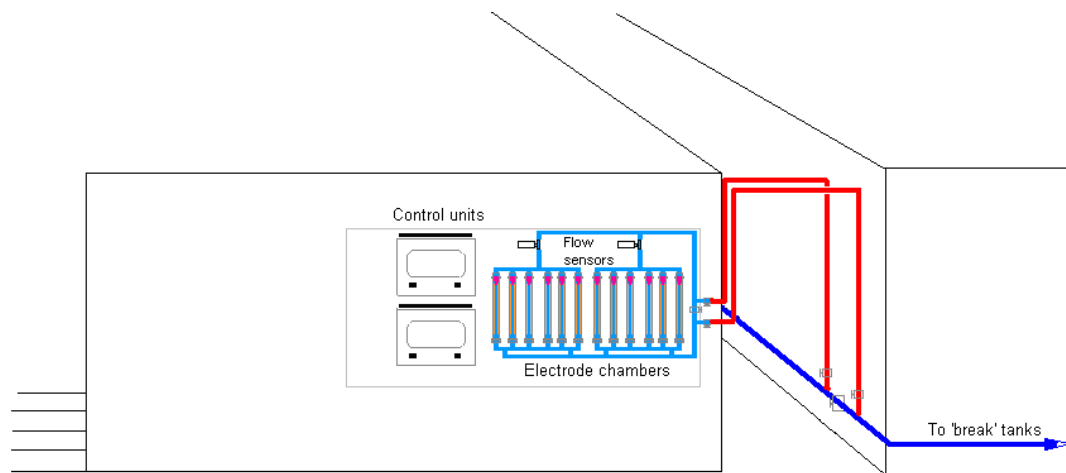 Control units
Flow
sensors
Electrode chambers
To 'break' tanks